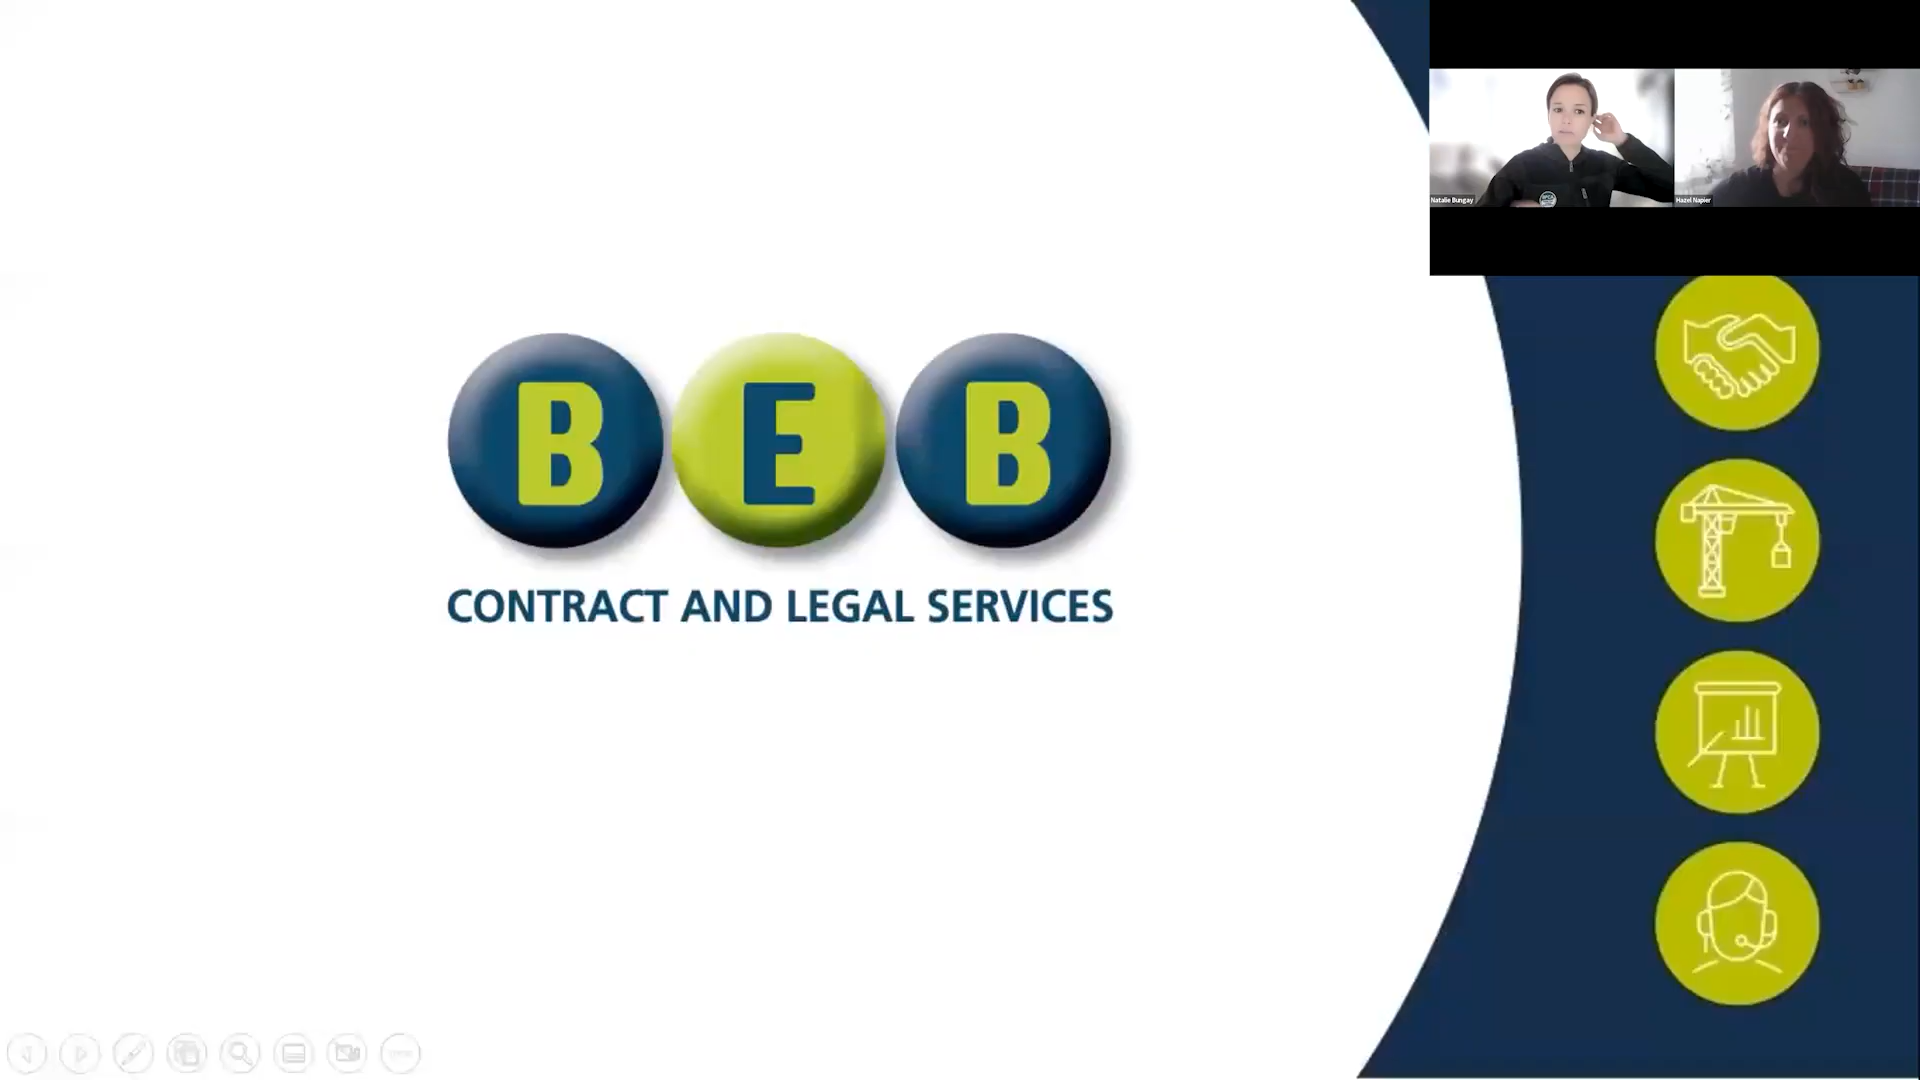 Natalie Bungay
Hazel Napier
B E B
CONTRACT AND LEGAL SERVICES